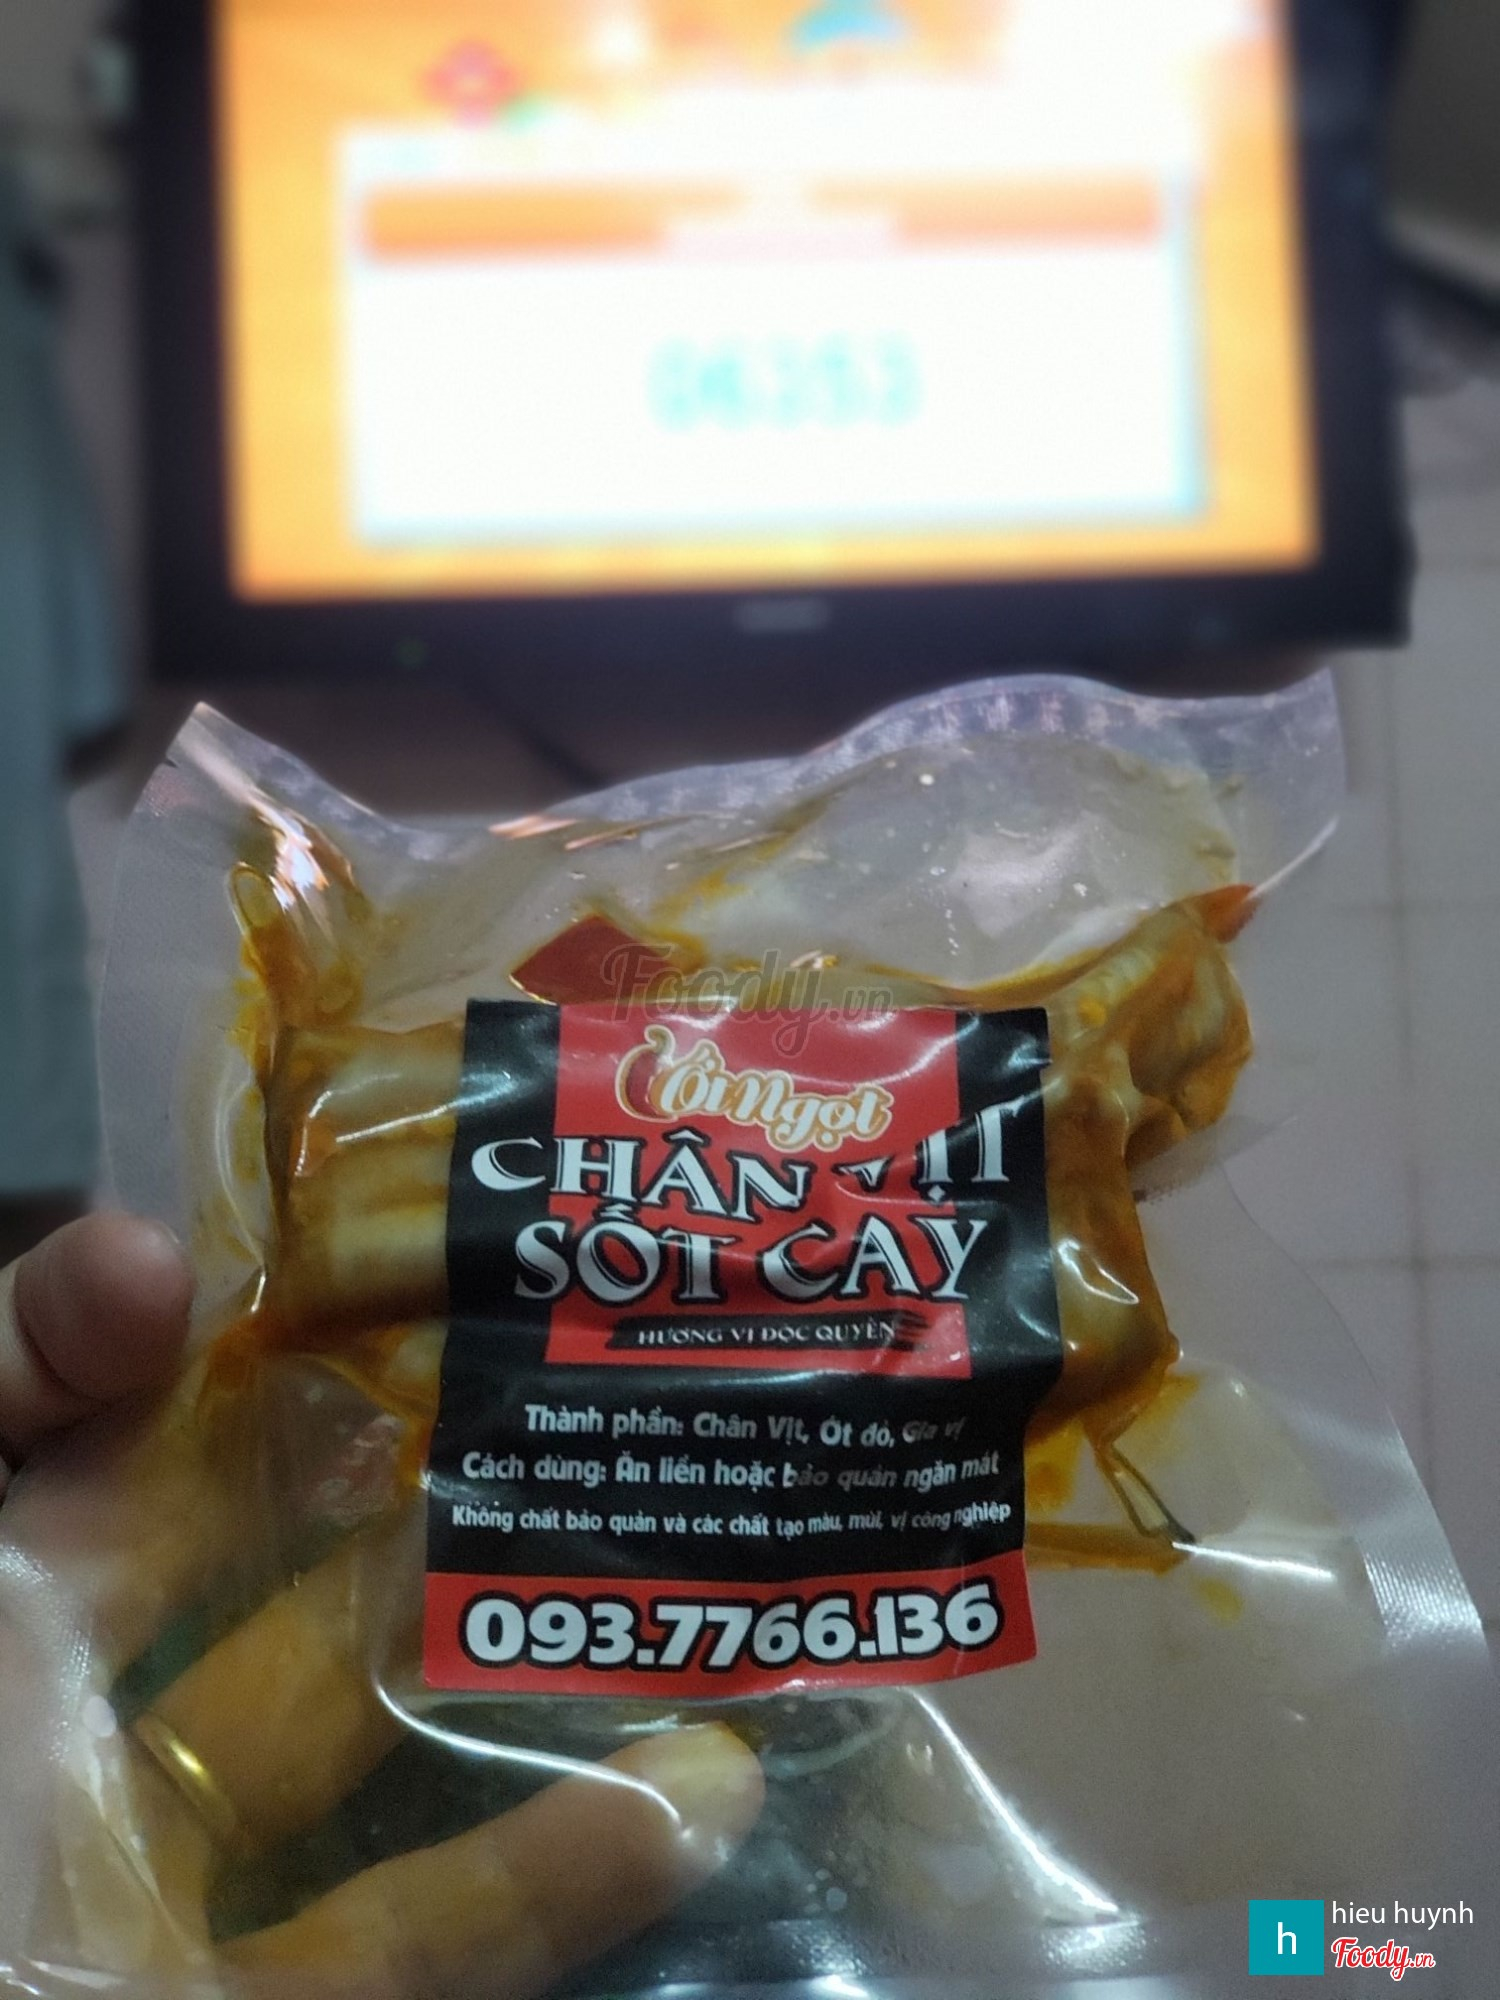 Foody.vn
Ớt Ngọt
CHÂN VỊT
SỐT CAY
HƯƠNG VỊ ĐỘC QUYỀN
Thành phần: Chân Vịt, Ớt đỏ, Gia vị
Cách dùng: Ăn liền hoặc bảo quản ngăn mát
Không chất bảo quản và các chất tạo màu, mùi, vị công nghiệp
093.7766.136
h
hieu huynh
Foody.vn